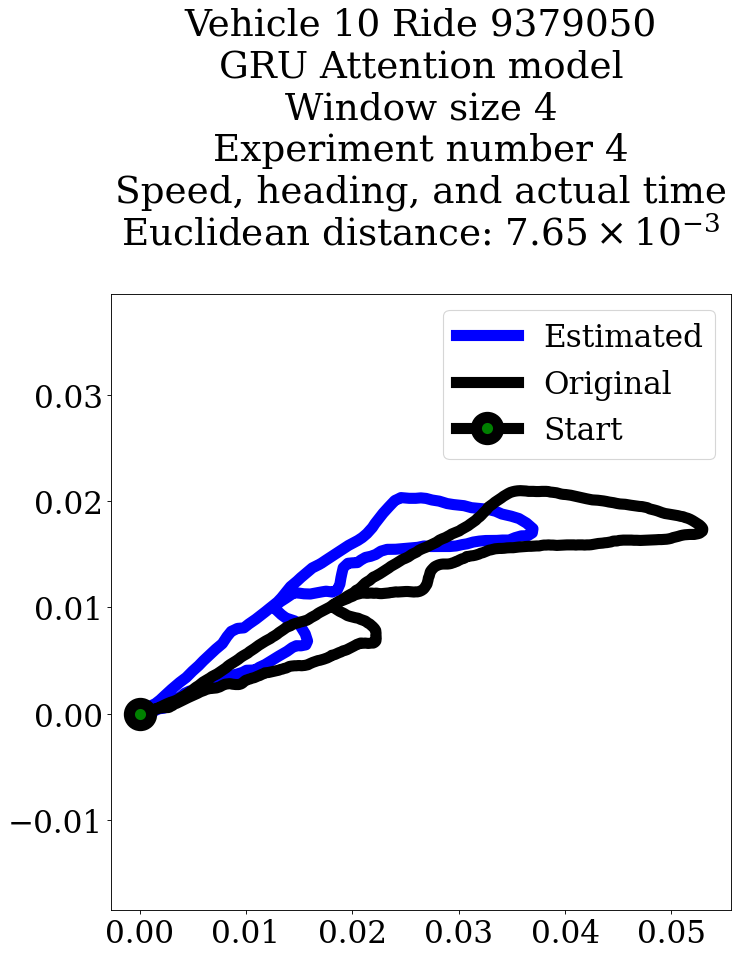 Vehicle 10 Ride 9379050
GRU Attention model
Window size 4
Experiment number 4
Speed, heading, and actual time
Euclidean distance: 7.65 × 10⁻³
Estimated
Original
Start
0.03
0.02
0.01
0.00
−0.01
0.00 0.01 0.02 0.03 0.04 0.05